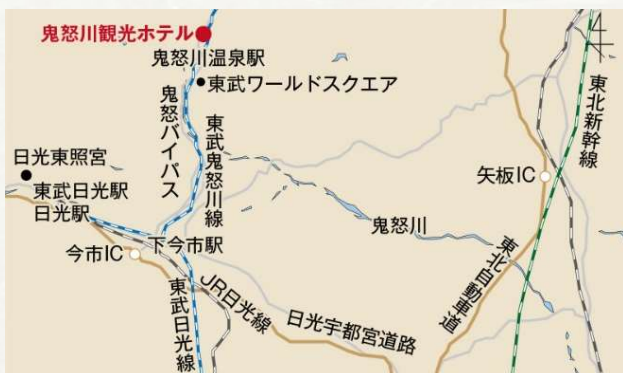 鬼怒川観光ホテル
鬼怒川温泉駅
東武ワールドスクエア
鬼怒バイパス
東武鬼怒川線
東北新幹線
日光東照宮
東武日光駅
日光駅
矢板IC
鬼怒川
今市IC
下今市駅
東武日光線
JR日光線
日光宇都宮道路
東北自動車道